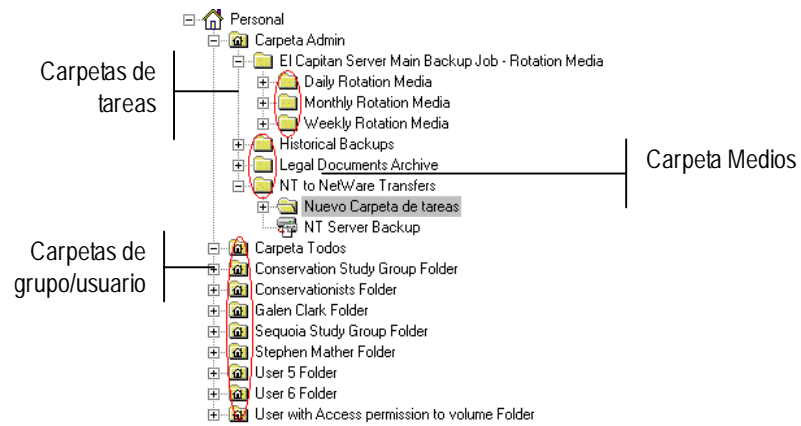 Personal
Carpeta Admin
El Capitan Server Main Backup Job - Rotation Media
Daily Rotation Media
Monthly Rotation Media
Weekly Rotation Media
Historical Backups
Legal Documents Archive
NT to NetWare Transfers
Nuevo Carpeta de tareas
NT Server Backup
Carpeta Todos
Conservation Study Group Folder
Conservationists Folder
Galen Clark Folder
Sequoia Study Group Folder
Stephen Mather Folder
User 5 Folder
User 6 Folder
User with Access permission to volume Folder
Carpetas de
tareas
Carpetas de
grupo/usuario
Carpeta Medios